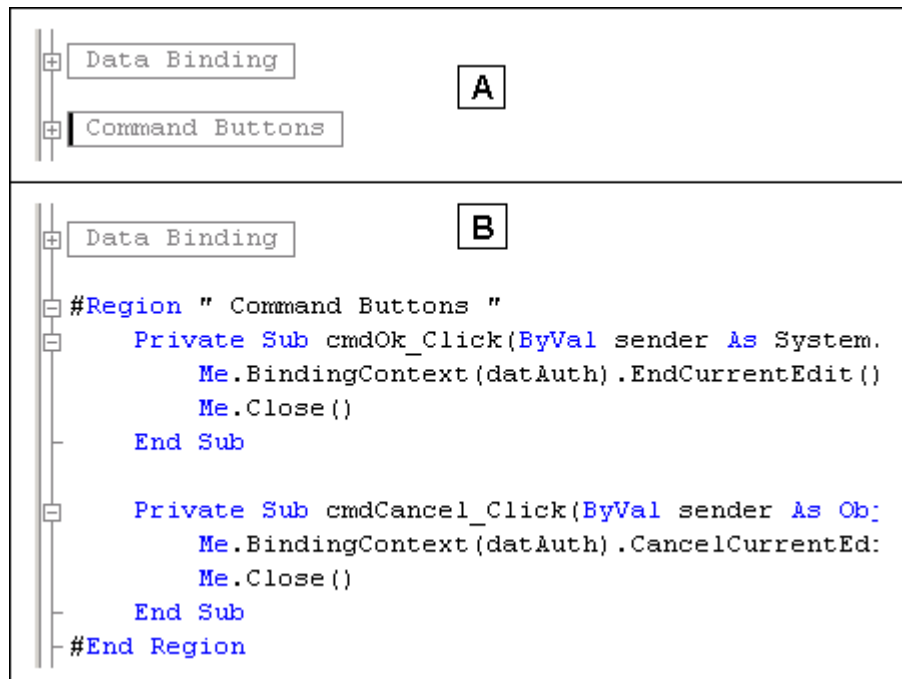 Data Binding
A
Command Buttons
Data Binding
B
#Region " Command Buttons "
Private Sub cmdOk_Click(ByVal sender As System.
Me.BindingContext(datAuth).EndCurrentEdit()
Me.Close()
End Sub
Private Sub cmdCancel_Click(ByVal sender As Obj
Me.BindingContext(datAuth).CancelCurrentEdi
Me.Close()
End Sub
#End Region